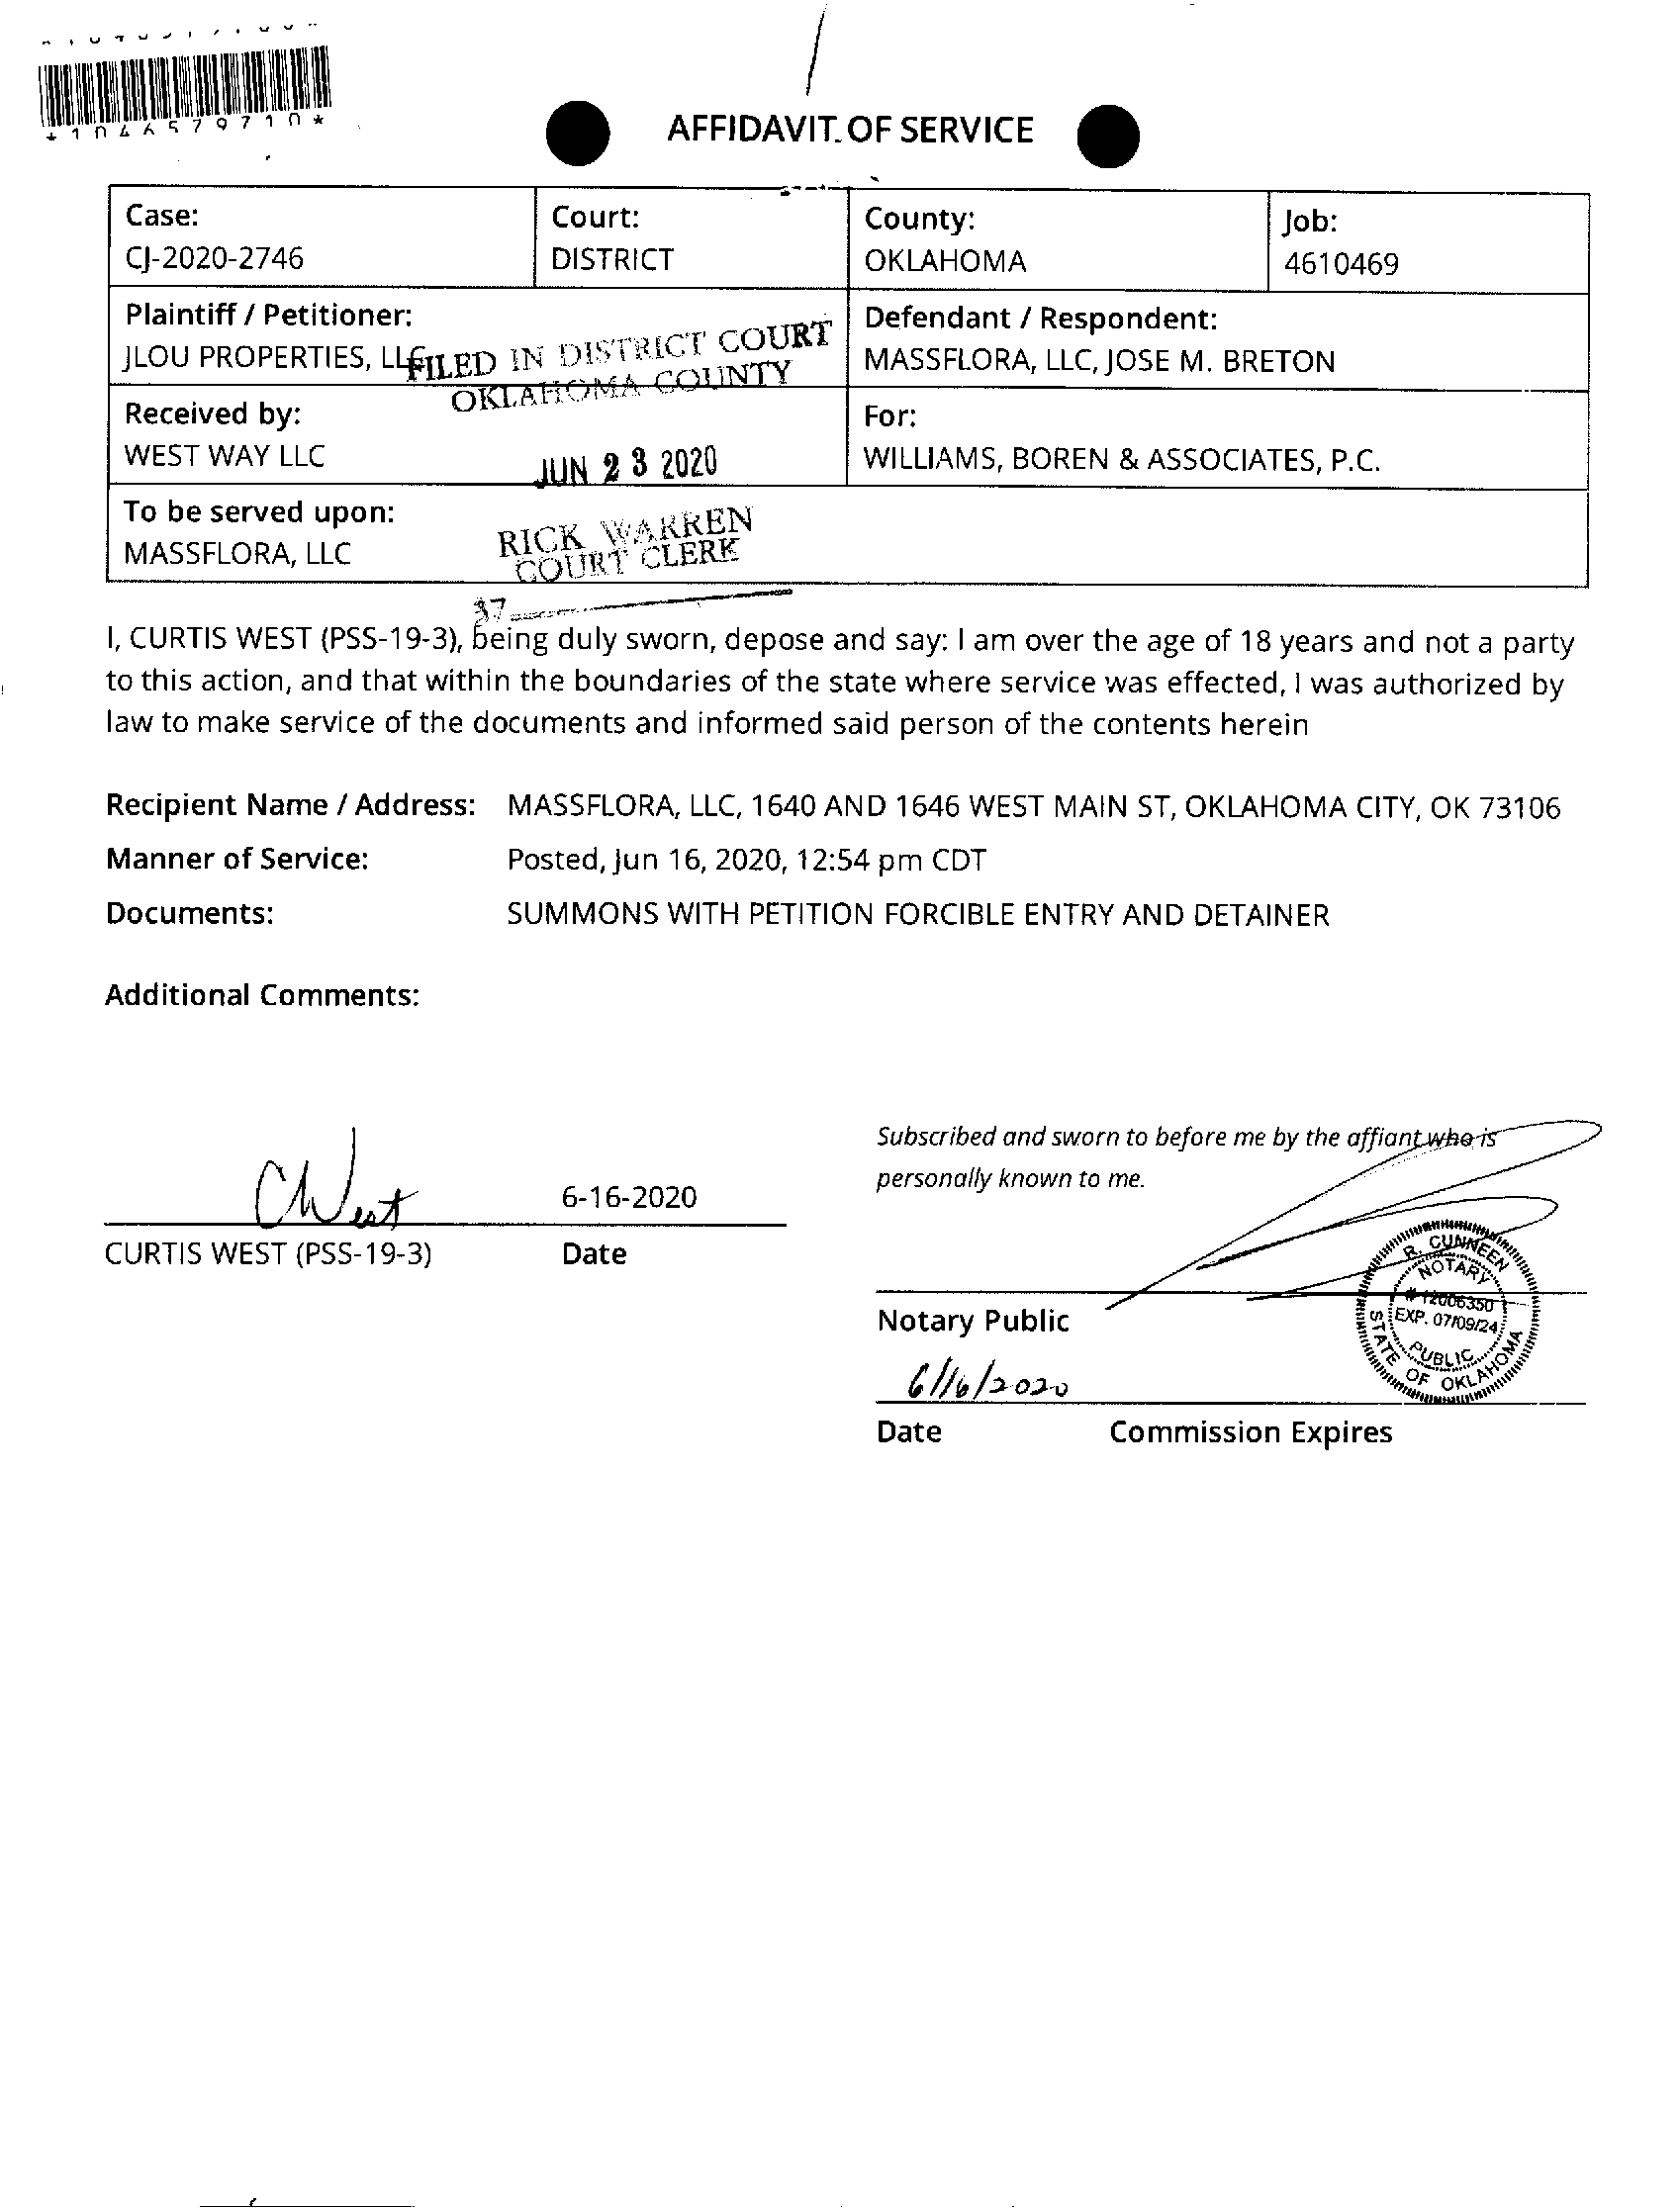 *1046579710*
AFFIDAVIT OF SERVICE
Case:
CJ-2020-2746
Court:
DISTRICT
County:
OKLAHOMA
Job:
4610469
Plaintiff / Petitioner:
JLOU PROPERTIES, LLC
Defendant / Respondent:
MASSFLORA, LLC, JOSE M. BRETON
FILED IN DISTRICT COURT
OKLAHOMA COUNTY
Received by:
WEST WAY LLC
For:
WILLIAMS, BOREN & ASSOCIATES, P.C.
JUN 23 2020
To be served upon:
MASSFLORA, LLC
RICK WARREN
COURT CLERK
37
I, CURTIS WEST (PSS-19-3), being duly sworn, depose and say: I am over the age of 18 years and not a party
to this action, and that within the boundaries of the state where service was effected, I was authorized by
law to make service of the documents and informed said person of the contents herein
Recipient Name / Address: MASSFLORA, LLC, 1640 AND 1646 WEST MAIN ST, OKLAHOMA CITY, OK 73106
Manner of Service: Posted, Jun 16, 2020, 12:54 pm CDT
Documents: SUMMONS WITH PETITION FORCIBLE ENTRY AND DETAINER
Additional Comments:
Subscribed and sworn to before me by the affiant who is
personally known to me.
CWest
6-16-2020
CURTIS WEST (PSS-19-3) Date
R. CUNNEEN
NOTARY
# 12006350
EXP. 07/09/24
PUBLIC
STATE OF OKLAHOMA
Notary Public
6/16/2020
Date Commission Expires